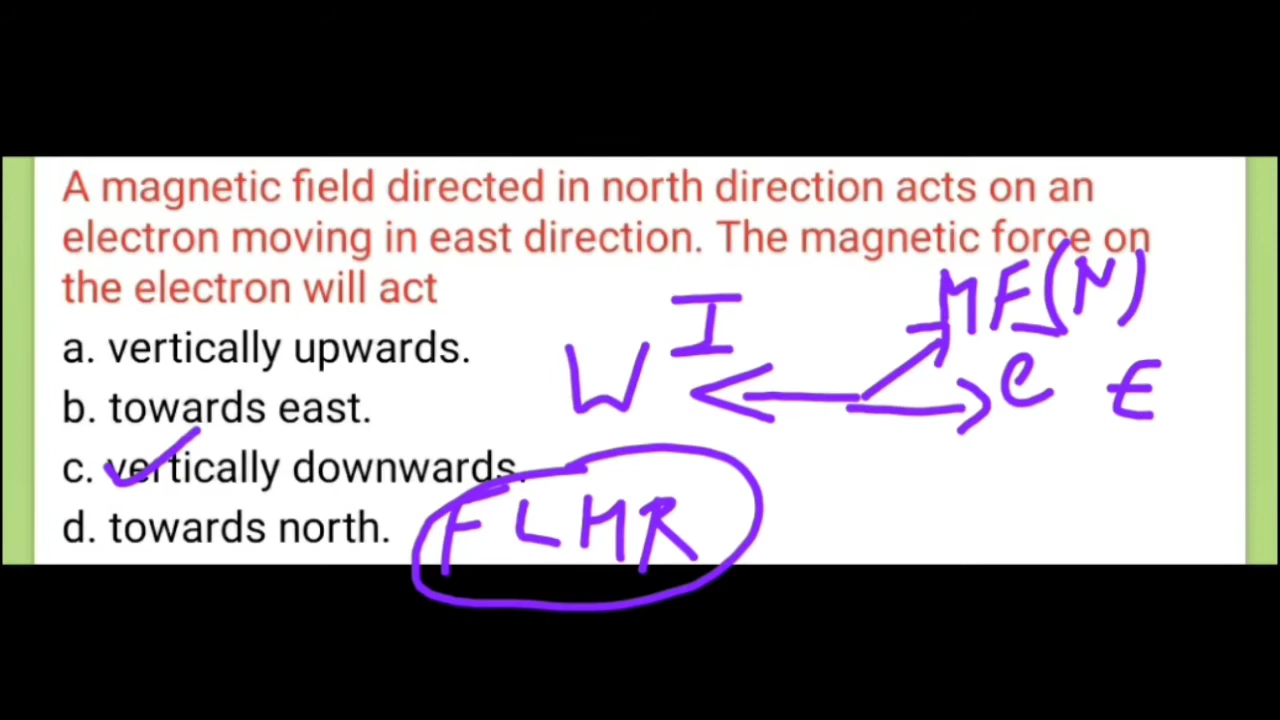 A magnetic field directed in north direction acts on an
electron moving in east direction. The magnetic force on
the electron will act
a. vertically upwards.
b. towards east.
c. vertically downwards.
d. towards north.
MF(N)
I
W
e E
FLHR